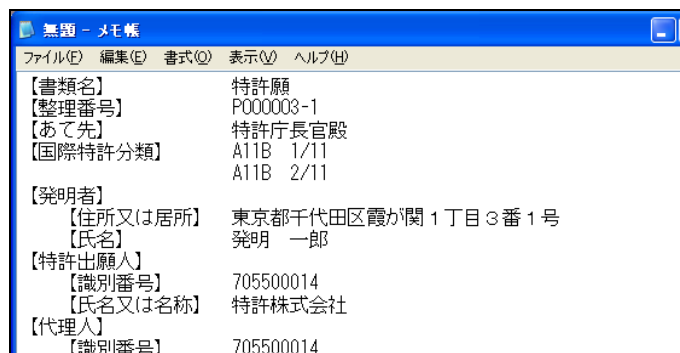 無題 - メモ帳
ファイル(F) 編集(E) 書式(O) 表示(V) ヘルプ(H)
【書類名】 特許願
【整理番号】 P000003-1
【あて先】 特許庁長官殿
【国際特許分類】 A11B 1/11
A11B 2/11
【発明者】
【住所又は居所】 東京都千代田区霞が関1丁目3番1号
【氏名】 発明 一郎
【特許出願人】
【識別番号】 705500014
【氏名又は名称】 特許株式会社
【代理人】
【識別番号】 705500014